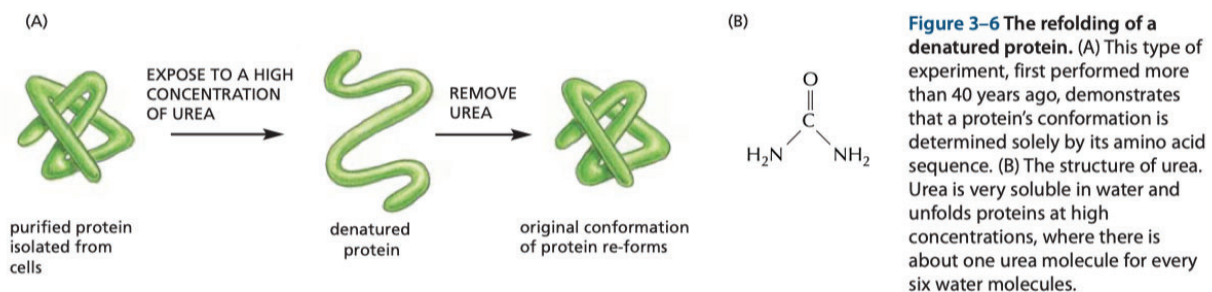 (A)
EXPOSE TO A HIGH
CONCENTRATION
OF UREA
REMOVE
UREA
purified protein
isolated from
cells
denatured
protein
original conformation
of protein re-forms
(B)
O
C
H₂N
NH₂
Figure 3–6 The refolding of a
denatured protein. (A) This type of
experiment, first performed more
than 40 years ago, demonstrates
that a protein's conformation is
determined solely by its amino acid
sequence. (B) The structure of urea.
Urea is very soluble in water and
unfolds proteins at high
concentrations, where there is
about one urea molecule for every
six water molecules.